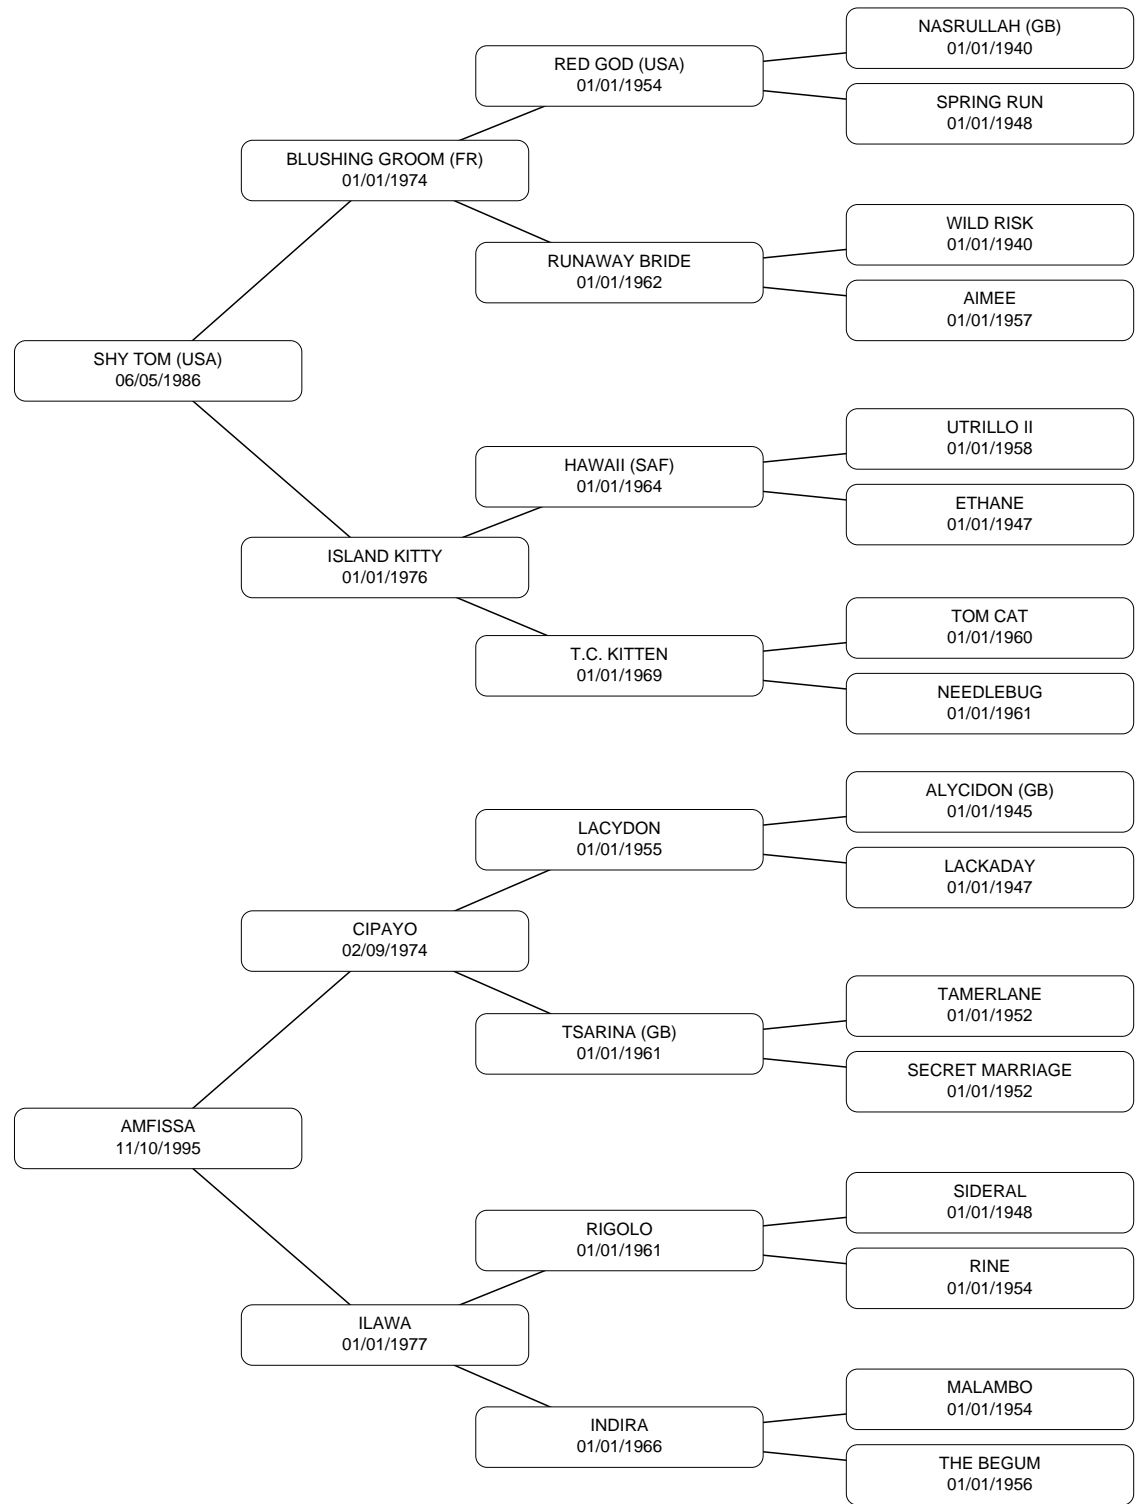 NASRULLAH (GB)
01/01/1940
RED GOD (USA)
01/01/1954
SPRING RUN
01/01/1948
BLUSHING GROOM (FR)
01/01/1974
WILD RISK
01/01/1940
RUNAWAY BRIDE
01/01/1962
AIMEE
01/01/1957
SHY TOM (USA)
06/05/1986
UTRILLO II
01/01/1958
HAWAII (SAF)
01/01/1964
ETHANE
01/01/1947
ISLAND KITTY
01/01/1976
TOM CAT
01/01/1960
T.C. KITTEN
01/01/1969
NEEDLEBUG
01/01/1961
ALYCIDON (GB)
01/01/1945
LACYDON
01/01/1955
LACKADAY
01/01/1947
CIPAYO
02/09/1974
TAMERLANE
01/01/1952
TSARINA (GB)
01/01/1961
SECRET MARRIAGE
01/01/1952
AMFISSA
11/10/1995
SIDERAL
01/01/1948
RIGOLO
01/01/1961
RINE
01/01/1954
ILAWA
01/01/1977
MALAMBO
01/01/1954
INDIRA
01/01/1966
THE BEGUM
01/01/1956